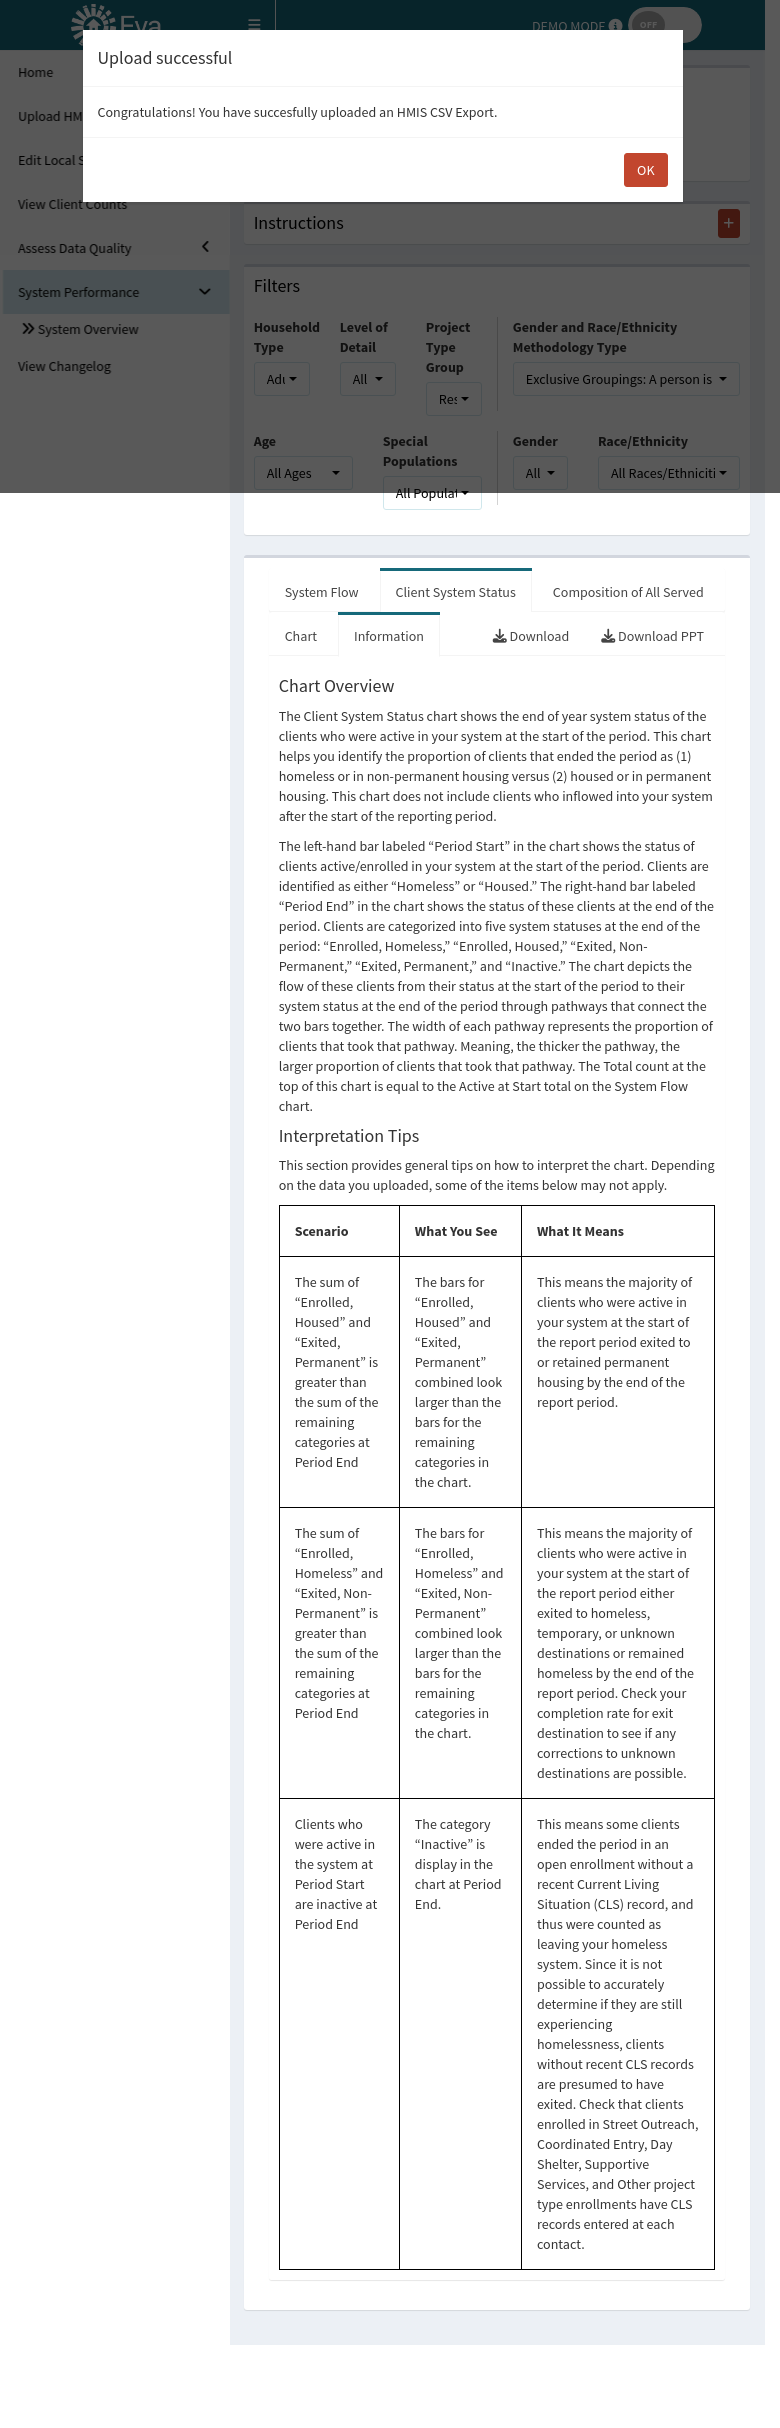 Eva
DEMO MODE
OFF
Upload successful
Congratulations! You have succesfully uploaded an HMIS CSV Export.
OK
Home
Upload HM
Edit Local S
View Client Counts
Assess Data Quality
System Performance
System Overview
View Changelog
Instructions
Filters
Household Type
Level of Detail
Project Type Group
Gender and Race/Ethnicity Methodology Type
All
Exclusive Groupings: A person is
Age
Special Populations
Gender
Race/Ethnicity
All Ages
All Populat
All
All Races/Ethniciti
System Flow
Client System Status
Composition of All Served
Chart
Information
Download
Download PPT
Chart Overview
The Client System Status chart shows the end of year system status of the
clients who were active in your system at the start of the period. This chart
helps you identify the proportion of clients that ended the period as (1)
homeless or in non-permanent housing versus (2) housed or in permanent
housing. This chart does not include clients who inflowed into your system
after the start of the reporting period.
The left-hand bar labeled “Period Start” in the chart shows the status of
clients active/enrolled in your system at the start of the period. Clients are
identified as either “Homeless” or “Housed.” The right-hand bar labeled
“Period End” in the chart shows the status of these clients at the end of the
period. Clients are categorized into five system statuses at the end of the
period: “Enrolled, Homeless,” “Enrolled, Housed,” “Exited, Non-
Permanent,” “Exited, Permanent,” and “Inactive.” The chart depicts the
flow of these clients from their status at the start of the period to their
system status at the end of the period through pathways that connect the
two bars together. The width of each pathway represents the proportion of
clients that took that pathway. Meaning, the thicker the pathway, the
larger proportion of clients that took that pathway. The Total count at the
top of this chart is equal to the Active at Start total on the System Flow
chart.
Interpretation Tips
This section provides general tips on how to interpret the chart. Depending
on the data you uploaded, some of the items below may not apply.
Scenario
What You See
What It Means
The sum of
“Enrolled,
Housed” and
“Exited,
Permanent” is
greater than
the sum of the
remaining
categories at
Period End
The bars for
“Enrolled,
Housed” and
“Exited,
Permanent”
combined look
larger than the
bars for the
remaining
categories in
the chart.
This means the majority of
clients who were active in
your system at the start of
the report period exited to
or retained permanent
housing by the end of the
report period.
The sum of
“Enrolled,
Homeless” and
“Exited, Non-
Permanent” is
greater than
the sum of the
remaining
categories at
Period End
The bars for
“Enrolled,
Homeless” and
“Exited, Non-
Permanent”
combined look
larger than the
bars for the
remaining
categories in
the chart.
This means the majority of
clients who were active in
your system at the start of
the report period either
exited to homeless,
temporary, or unknown
destinations or remained
homeless by the end of the
report period. Check your
completion rate for exit
destination to see if any
corrections to unknown
destinations are possible.
Clients who
were active in
the system at
Period Start
are inactive at
Period End
The category
“Inactive” is
display in the
chart at Period
End.
This means some clients
ended the period in an
open enrollment without a
recent Current Living
Situation (CLS) record, and
thus were counted as
leaving your homeless
system. Since it is not
possible to accurately
determine if they are still
experiencing
homelessness, clients
without recent CLS records
are presumed to have
exited. Check that clients
enrolled in Street Outreach,
Coordinated Entry, Day
Shelter, Supportive
Services, and Other project
type enrollments have CLS
records entered at each
contact.